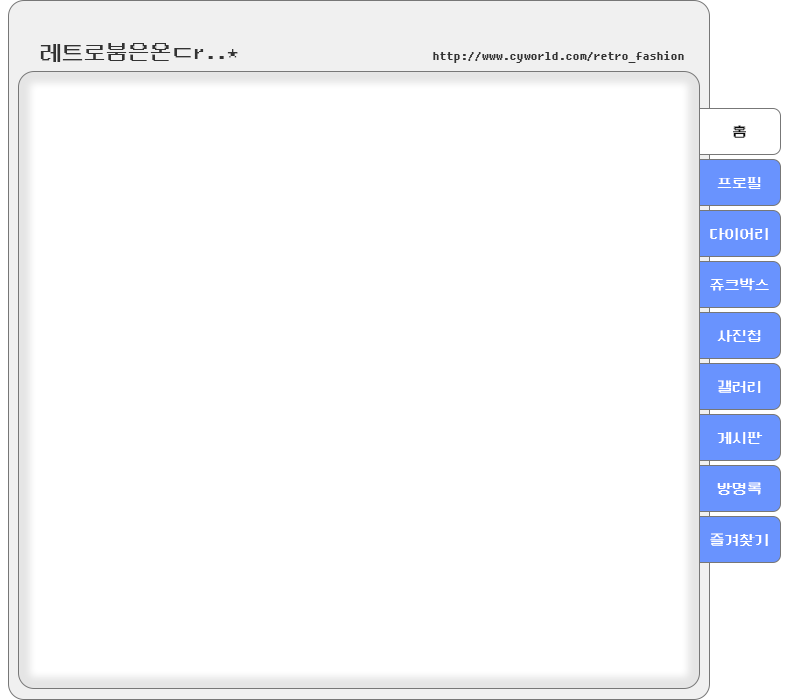 레트로붐은온ㄷr..*
http://www.cyworld.com/retro_fashion
홈
프로필
다이어리
쥬크박스
사진첩
갤러리
게시판
방명록
즐겨찾기